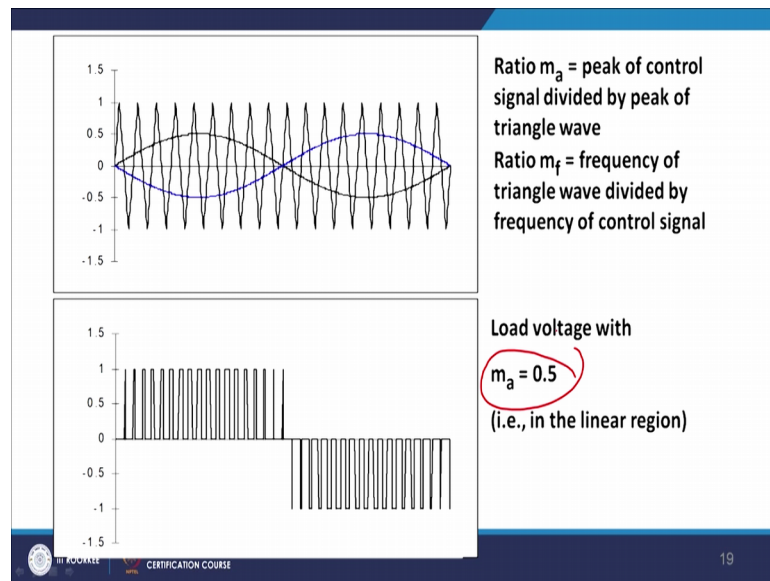 1.5
1
0.5
0
-0.5
-1
-1.5
Ratio ma = peak of control
signal divided by peak of
triangle wave
Ratio mf = frequency of
triangle wave divided by
frequency of control signal
1.5
1
0.5
0
-0.5
-1
-1.5
Load voltage with
ma = 0.5
(i.e., in the linear region)
ROORKEE
CERTIFICATION COURSE
19